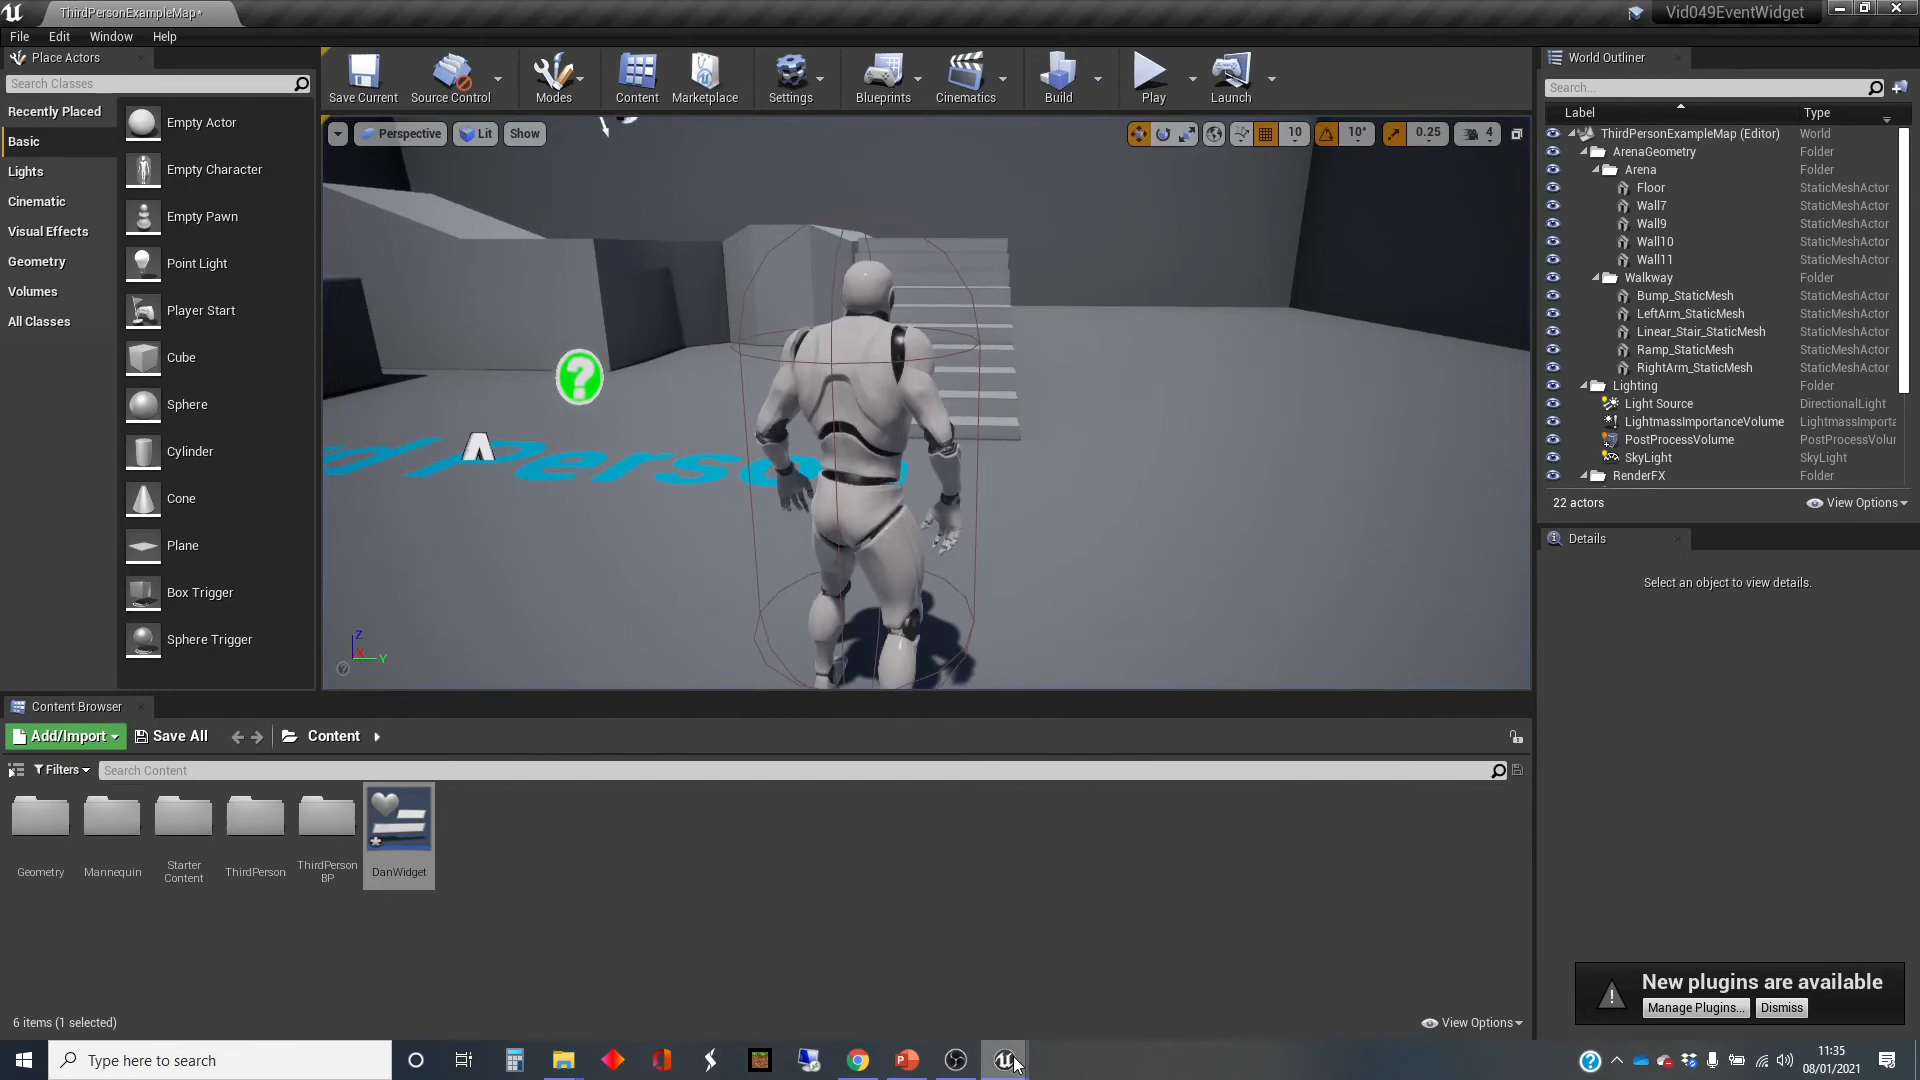 ThirdPersonExampleMap*
Vid049EventWidget
File Edit Window Help
Place Actors
Search Classes
Recently Placed
Basic
Lights
Cinematic
Visual Effects
Geometry
Volumes
All Classes
Empty Actor
Empty Character
Empty Pawn
Point Light
Player Start
Cube
Sphere
Cylinder
Cone
Plane
Box Trigger
Sphere Trigger
Save Current Source Control Modes Content Marketplace Settings Blueprints Cinematics Build Play Launch
Perspective Lit Show
10 10° 0.25 4
d Person
Z
X Y
World Outliner
Search...
Label Type
ThirdPersonExampleMap (Editor) World
ArenaGeometry Folder
Arena Folder
Floor StaticMeshActor
Wall7 StaticMeshActor
Wall9 StaticMeshActor
Wall10 StaticMeshActor
Wall11 StaticMeshActor
Walkway Folder
Bump_StaticMesh StaticMeshActor
LeftArm_StaticMesh StaticMeshActor
Linear_Stair_StaticMesh StaticMeshActor
Ramp_StaticMesh StaticMeshActor
RightArm_StaticMesh StaticMeshActor
Lighting Folder
Light Source DirectionalLight
LightmassImportanceVolume LightmassImporta
PostProcessVolume PostProcessVolur
SkyLight SkyLight
RenderFX Folder
22 actors View Options
Details
Select an object to view details.
Content Browser
Add/Import Save All Content
Filters Search Content
Geometry
Mannequin
Starter Content
ThirdPerson
ThirdPerson BP
DanWidget
6 items (1 selected) View Options
New plugins are available
Manage Plugins... Dismiss
Type here to search
11:35
08/01/2021